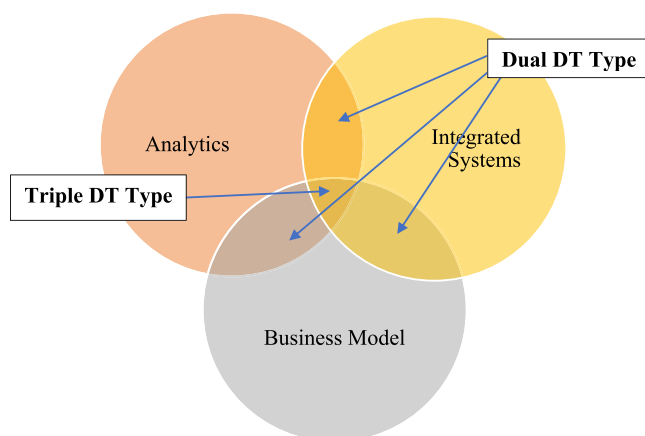 Dual DT Type
Analytics
Integrated
Systems
Triple DT Type
Business Model